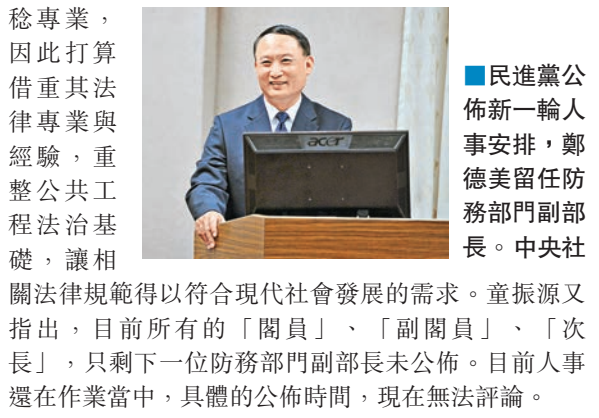 稔專業，
因此打算
借重其法
律專業與
經驗，重
整公共工
程法治基
礎，讓相
關法律規範得以符合現代社會發展的需求。童振源又
指出，目前所有的「閣員」、「副閣員」、「次
長」，只剩下一位防務部門副部長未公佈。目前人事
還在作業當中，具體的公佈時間，現在無法評論。
acer
■民進黨公
佈新一輪人
事安排，鄭
德美留任防
務部門副部
長。中央社